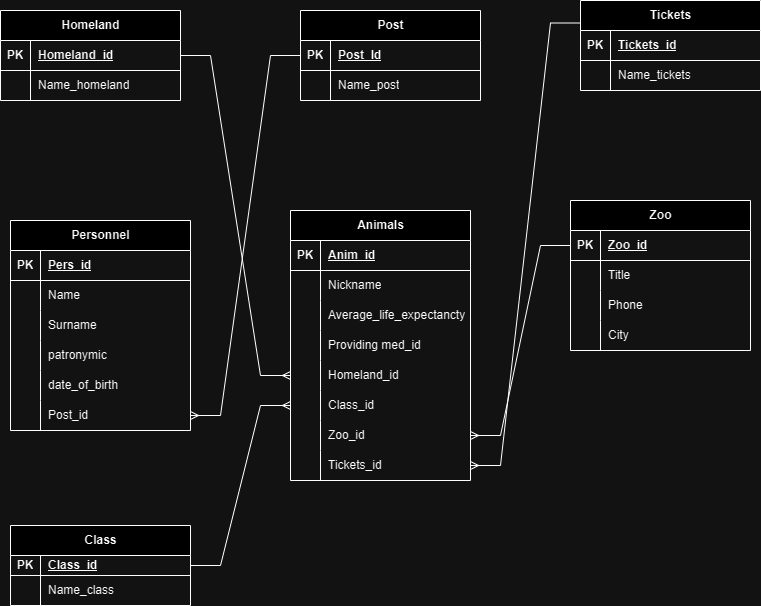 Homeland
PK Homeland_id
Name_homeland
Post
PK Post_Id
Name_post
Tickets
PK Tickets_id
Name_tickets
Personnel
PK Pers_id
Name
Surname
patronymic
date_of_birth
Post_id
Animals
PK Anim_id
Nickname
Average_life_expectancty
Providing med_id
Homeland_id
Class_id
Zoo_id
Tickets_id
Zoo
PK Zoo_id
Title
Phone
City
Class
PK Class_id
Name_class